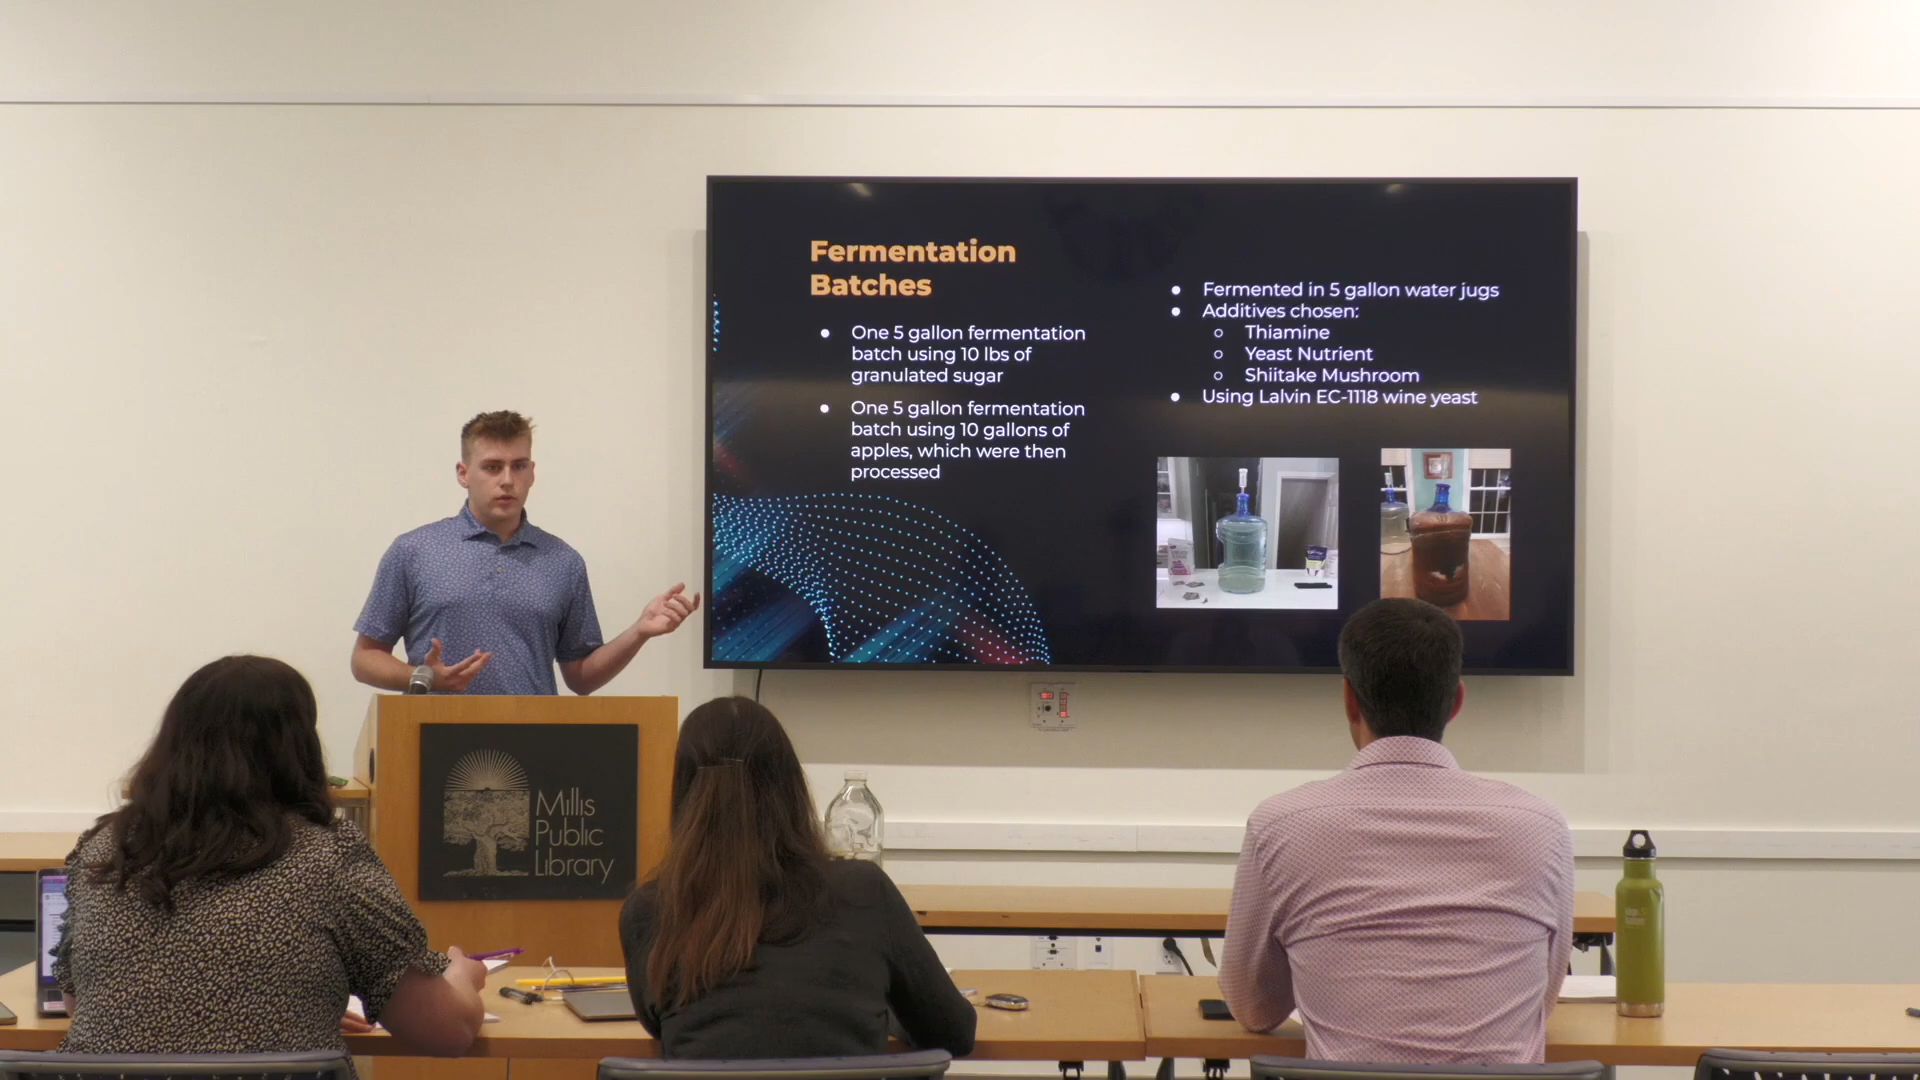 Fermentation
Batches
● One 5 gallon fermentation
batch using 10 lbs of
granulated sugar
● One 5 gallon fermentation
batch using 10 gallons of
apples, which were then
processed
● Fermented in 5 gallon water jugs
● Additives chosen:
○ Thiamine
○ Yeast Nutrient
○ Shiitake Mushroom
● Using Lalvin EC-1118 wine yeast
Millis
Public
Library